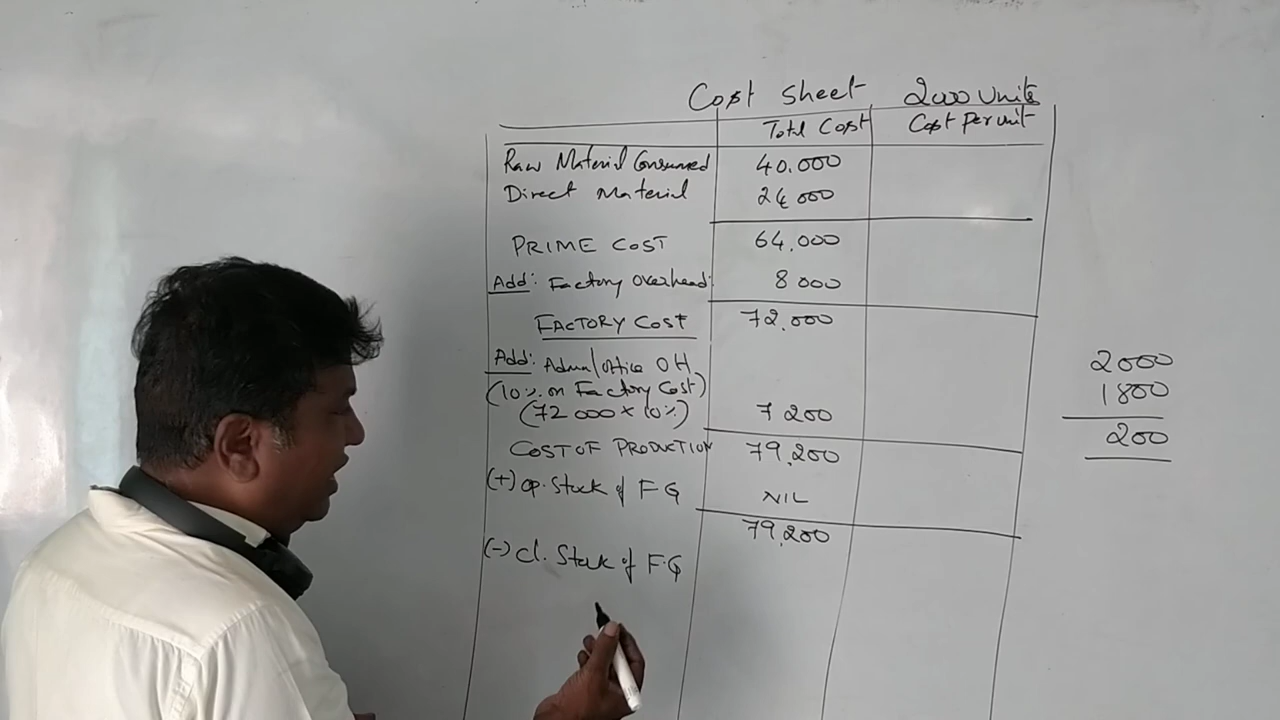 Cost Sheet 2000 Units
Total Cost Cost Per unit
Raw Material Consumed 40,000
Direct Material 24 000
PRIME COST 64,000
Add: Factory Overhead: 8 000
FACTORY COST 72,000
Add: Admn/Office OH
(10% on Factory Cost)
(72 000 × 10%) 7 200
COST OF PRODUCTION 79,200
(+) Op. Stock of F G NIL
79,200
(-) Cl. Stock of F.G
2000
1800
200